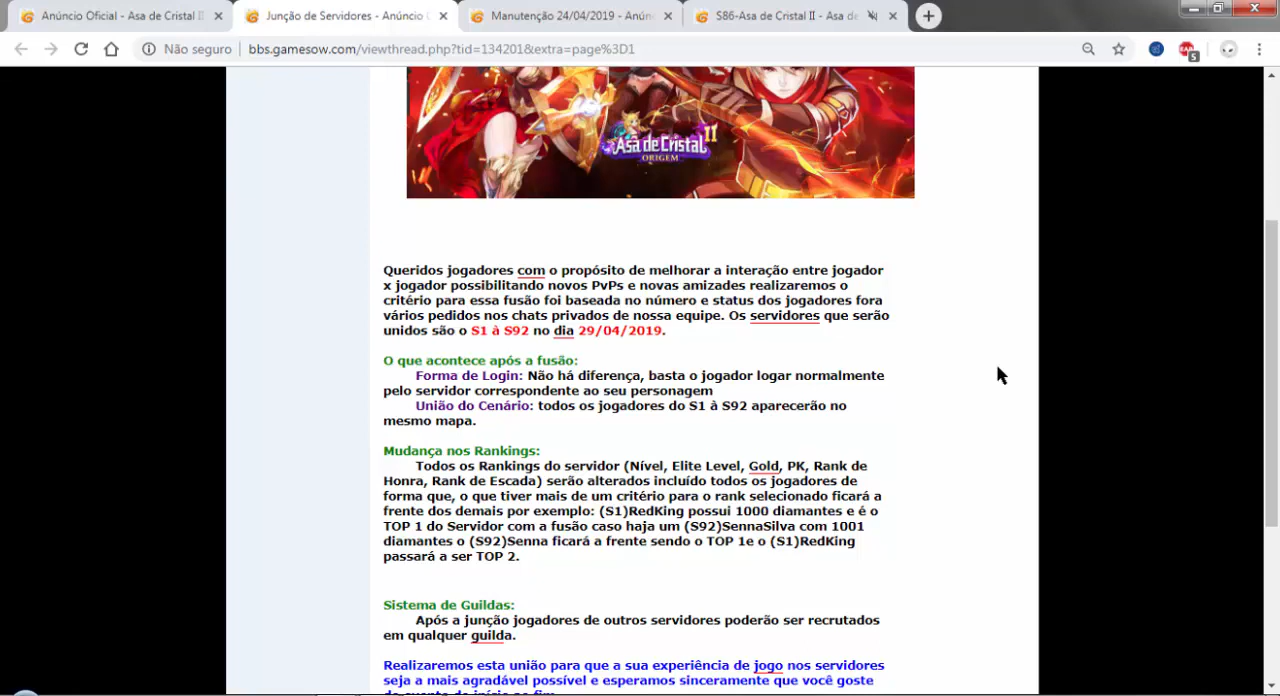 Anúncio Oficial - Asa de Cristal I
Junção de Servidores - Anúncio
Manutenção 24/04/2019 - Anún
S86-Asa de Cristal II - Asa de
Não seguro
bbs.gamesow.com/viewthread.php?tid=134201&extra=page%3D1
5
Asa de Cristal II
ORIGEM
Queridos jogadores com o propósito de melhorar a interação entre jogador
x jogador possibilitando novos PvPs e novas amizades realizaremos o
critério para essa fusão foi baseada no número e status dos jogadores fora
vários pedidos nos chats privados de nossa equipe. Os servidores que serão
unidos são o S1 à S92 no dia 29/04/2019.
O que acontece após a fusão:
Forma de Login: Não há diferença, basta o jogador logar normalmente
pelo servidor correspondente ao seu personagem
União do Cenário: todos os jogadores do S1 à S92 aparecerão no
mesmo mapa.
Mudança nos Rankings:
Todos os Rankings do servidor (Nível, Elite Level, Gold, PK, Rank de
Honra, Rank de Escada) serão alterados incluído todos os jogadores de
forma que, o que tiver mais de um critério para o rank selecionado ficará a
frente dos demais por exemplo: (S1)RedKing possui 1000 diamantes e é o
TOP 1 do Servidor com a fusão caso haja um (S92)SennaSilva com 1001
diamantes o (S92)Senna ficará a frente sendo o TOP 1e o (S1)RedKing
passará a ser TOP 2.
Sistema de Guildas:
Após a junção jogadores de outros servidores poderão ser recrutados
em qualquer guilda.
Realizaremos esta união para que a sua experiência de jogo nos servidores
seja a mais agradável possível e esperamos sinceramente que você goste